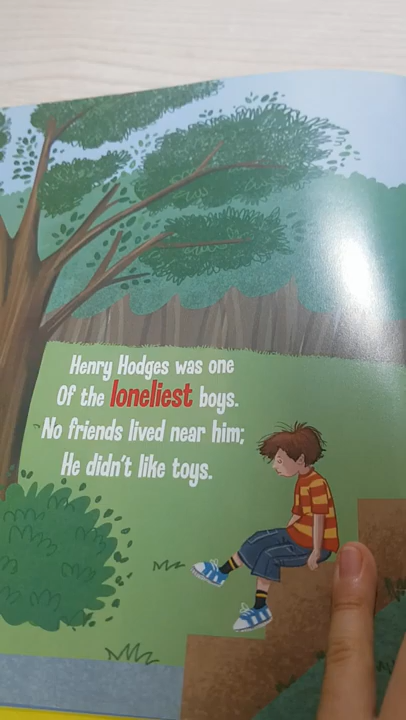 Henry Hodges was one
Of the loneliest boys.
No friends lived near him;
He didn't like toys.